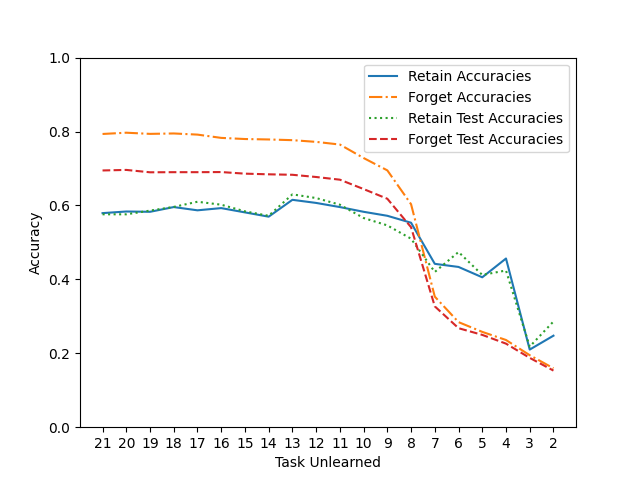 1.0
0.8
0.6
0.4
0.2
0.0
Accuracy
Retain Accuracies
Forget Accuracies
Retain Test Accuracies
Forget Test Accuracies
21 20 19 18 17 16 15 14 13 12 11 10 9 8 7 6 5 4 3 2
Task Unlearned